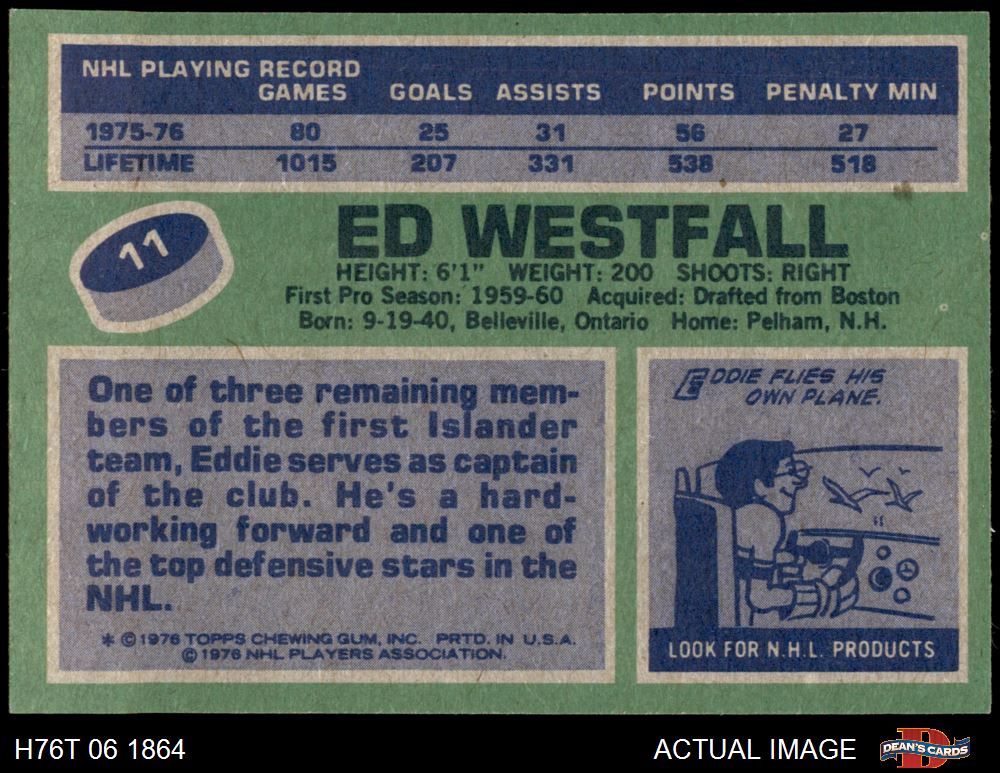 NHL PLAYING RECORD
GAMES GOALS ASSISTS POINTS PENALTY MIN
1975-76 80 25 31 56 27
LIFETIME 1015 207 331 538 518
11
ED WESTFALL
HEIGHT: 6'1" WEIGHT: 200 SHOOTS: RIGHT
First Pro Season: 1959-60 Acquired: Drafted from Boston
Born: 9-19-40, Belleville, Ontario Home: Pelham, N.H.
One of three remaining mem-
bers of the first Islander
team, Eddie serves as captain
of the club. He's a hard-
working forward and one of
the top defensive stars in the
NHL.
* © 1976 TOPPS CHEWING GUM, INC. PRTD. IN U.S.A.
© 1976 NHL PLAYERS ASSOCIATION.
EDDIE FLIES HIS
OWN PLANE.
LOOK FOR N.H.L. PRODUCTS
H76T 06 1864 ACTUAL IMAGE DEAN'S CARDS